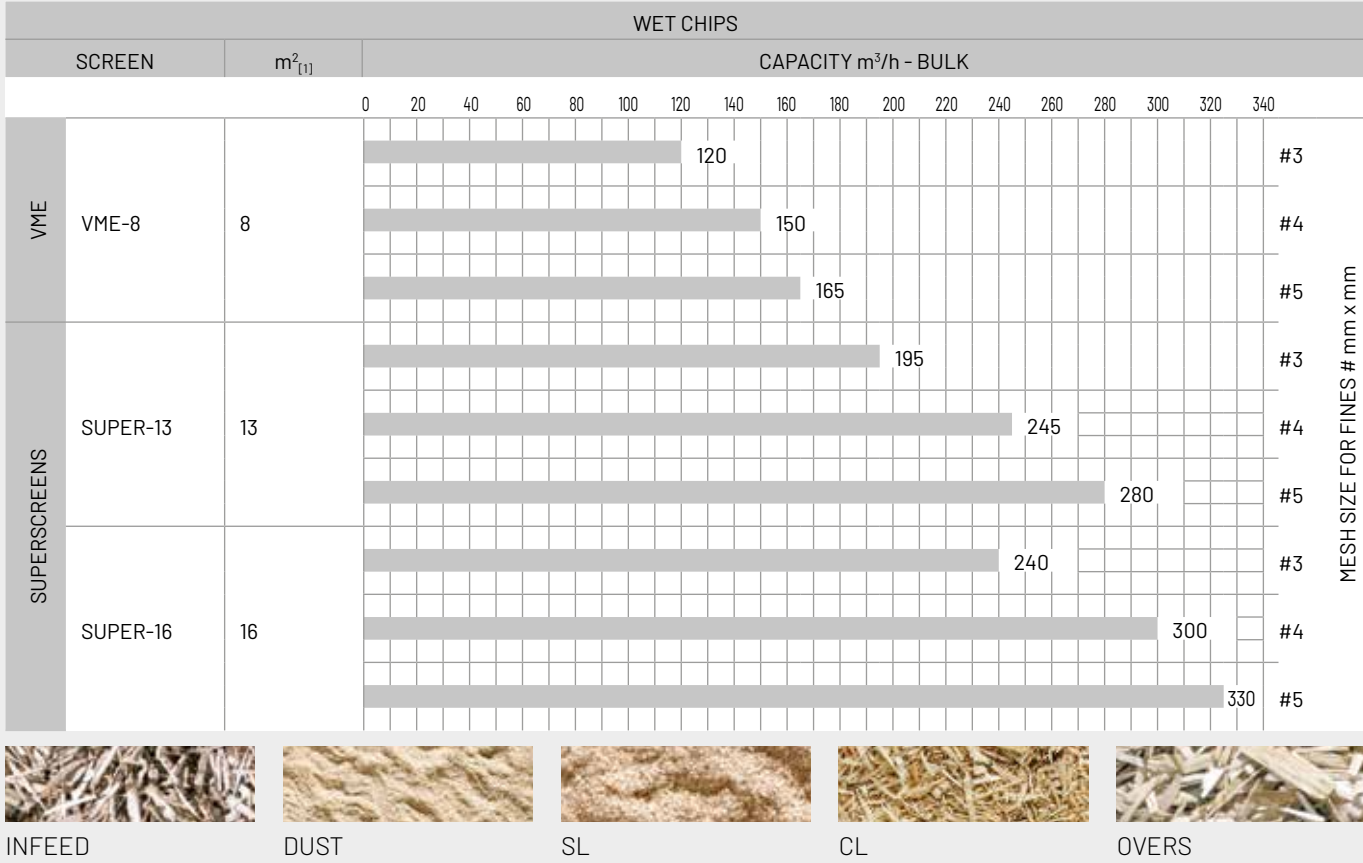 WET CHIPS
SCREEN m²[1] CAPACITY m³/h - BULK
0 20 40 60 80 100 120 140 160 180 200 220 240 260 280 300 320 340
VME
VME-8 8
120 #3
150 #4
165 #5
SUPERSCREENS
SUPER-13 13
195 #3
245 #4
280 #5
SUPER-16 16
240 #3
300 #4
330 #5
MESH SIZE FOR FINES # mm x mm
INFEED DUST SL CL OVERS